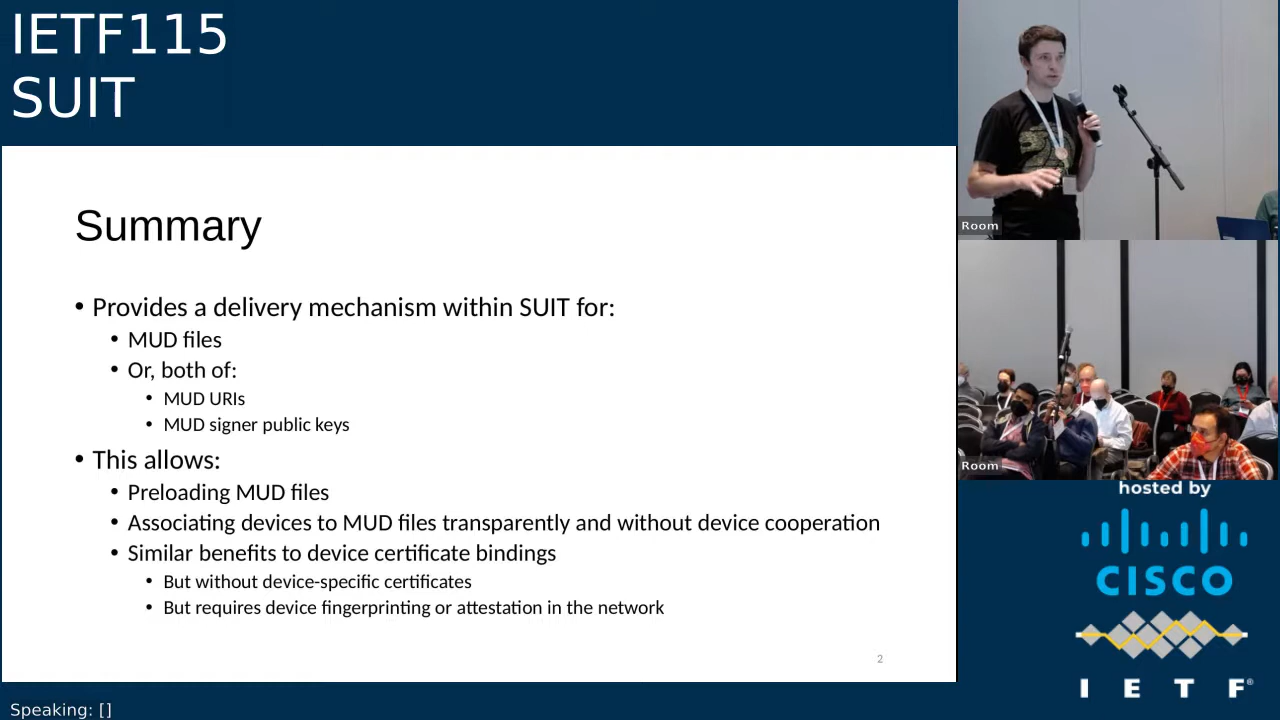 IETF115
SUIT
Summary
• Provides a delivery mechanism within SUIT for:
• MUD files
• Or, both of:
• MUD URIs
• MUD signer public keys
• This allows:
• Preloading MUD files
• Associating devices to MUD files transparently and without device cooperation
• Similar benefits to device certificate bindings
• But without device-specific certificates
• But requires device fingerprinting or attestation in the network
2
Speaking: []
Room
Room
hosted by
CISCO
I E T F®